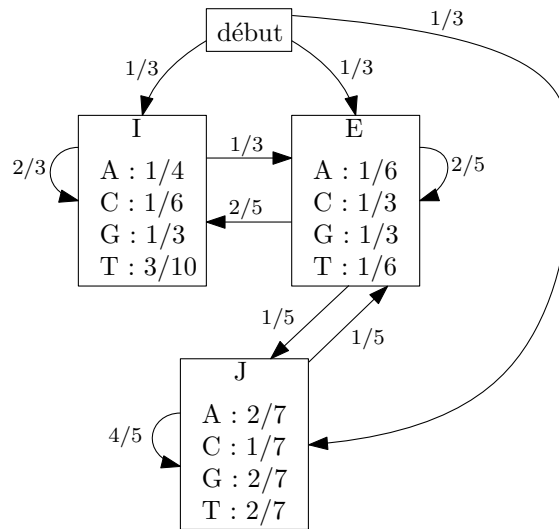 début
1/3
1/3
1/3
I
A : 1/4
C : 1/6
G : 1/3
T : 3/10
2/3
1/3
2/5
E
A : 1/6
C : 1/3
G : 1/3
T : 1/6
2/5
1/5
1/5
J
A : 2/7
C : 1/7
G : 2/7
T : 2/7
4/5